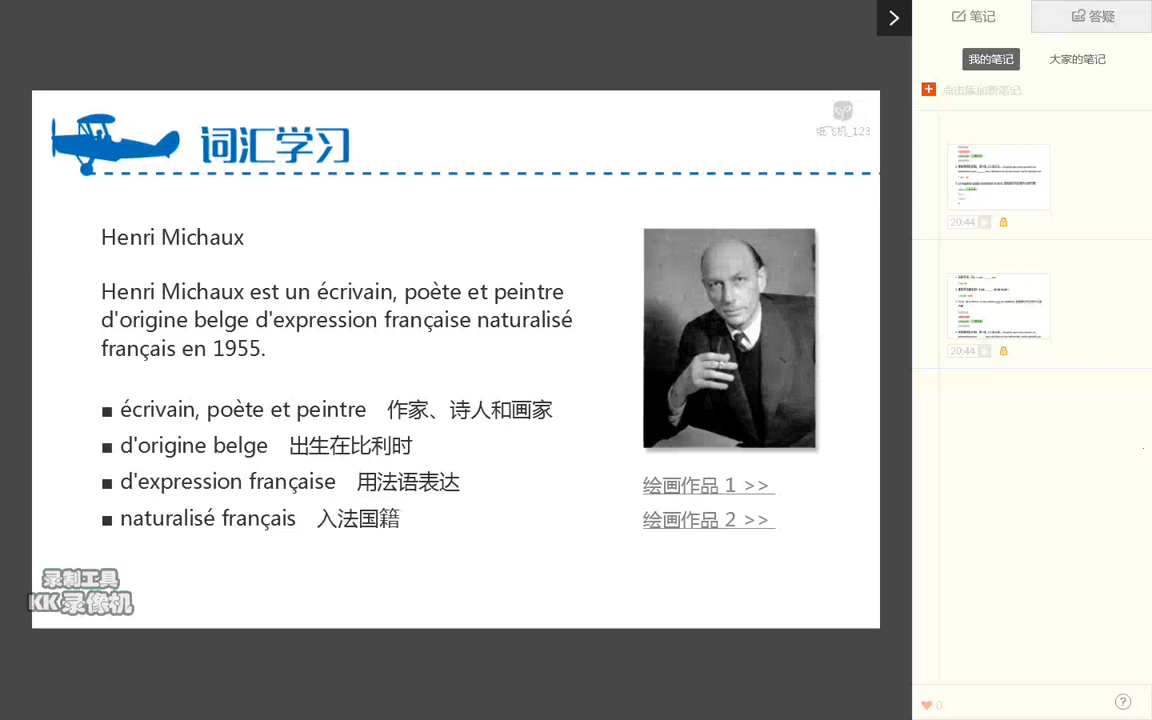 笔记
答疑
我的笔记
大家的笔记
点击添加新笔记
词汇学习
纸飞机_123
Henri Michaux
Henri Michaux est un écrivain, poète et peintre
d'origine belge d'expression française naturalisé
français en 1955.
■ écrivain, poète et peintre 作家、诗人和画家
■ d'origine belge 出生在比利时
■ d'expression française 用法语表达
■ naturalisé français 入法国籍
绘画作品 1 >>
绘画作品 2 >>
录制工具
KK录像机
20:44
20:44
0